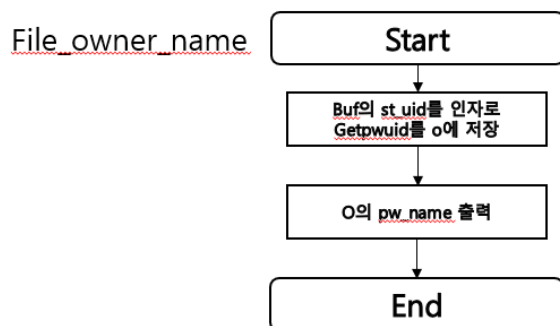 File_owner_name
Start
Buf의 st_uid를 인자로
Getpwuid를 o에 저장
O의 pw_name 출력
End